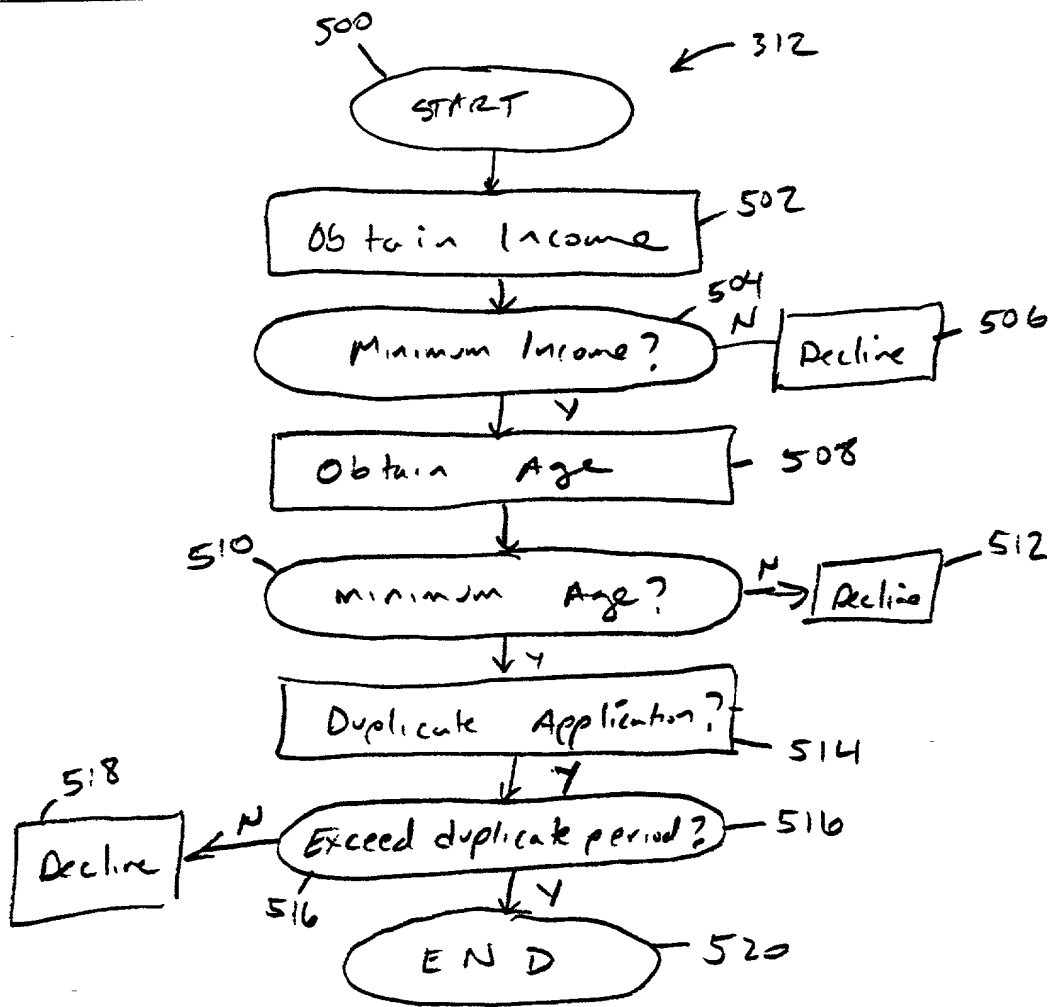 500
312
START
502
Obtain Income
504
Minimum Income?
N
Decline
506
Y
Obtain Age
508
510
Minimum Age?
N
Decline
512
Y
Duplicate Application?
514
Y
518
Decline
N
Exceed duplicate period?
516
516
Y
END
520